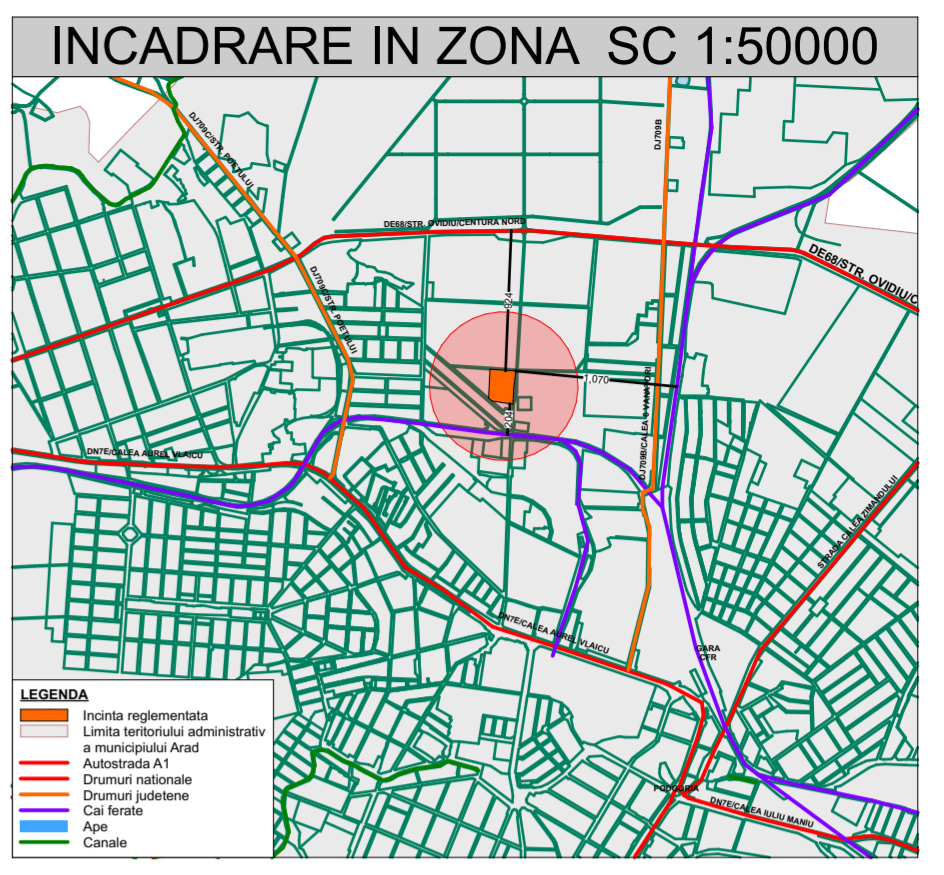 INCADRARE IN ZONA SC 1:50000
DJ709C/STR. POETULUI
DJ709B
DE68/STR. OVIDIU/CENTURA NORD
DE68/STR. OVIDIU/C
DJ709C/STR. POETULUI
924
1,070
204
DJ709B/CALEA 6 VANATORI
DN7E/CALEA AUREL VLAICU
STRADA CALEA ZIMANDULUI
DN7E/CALEA AUREL VLAICU
GARA
CFR
PODGORIA
DN7E/CALEA IULIU MANIU
LEGENDA
Incinta reglementata
Limita teritoriului administrativ
a municipiului Arad
Autostrada A1
Drumuri nationale
Drumuri judetene
Cai ferate
Ape
Canale